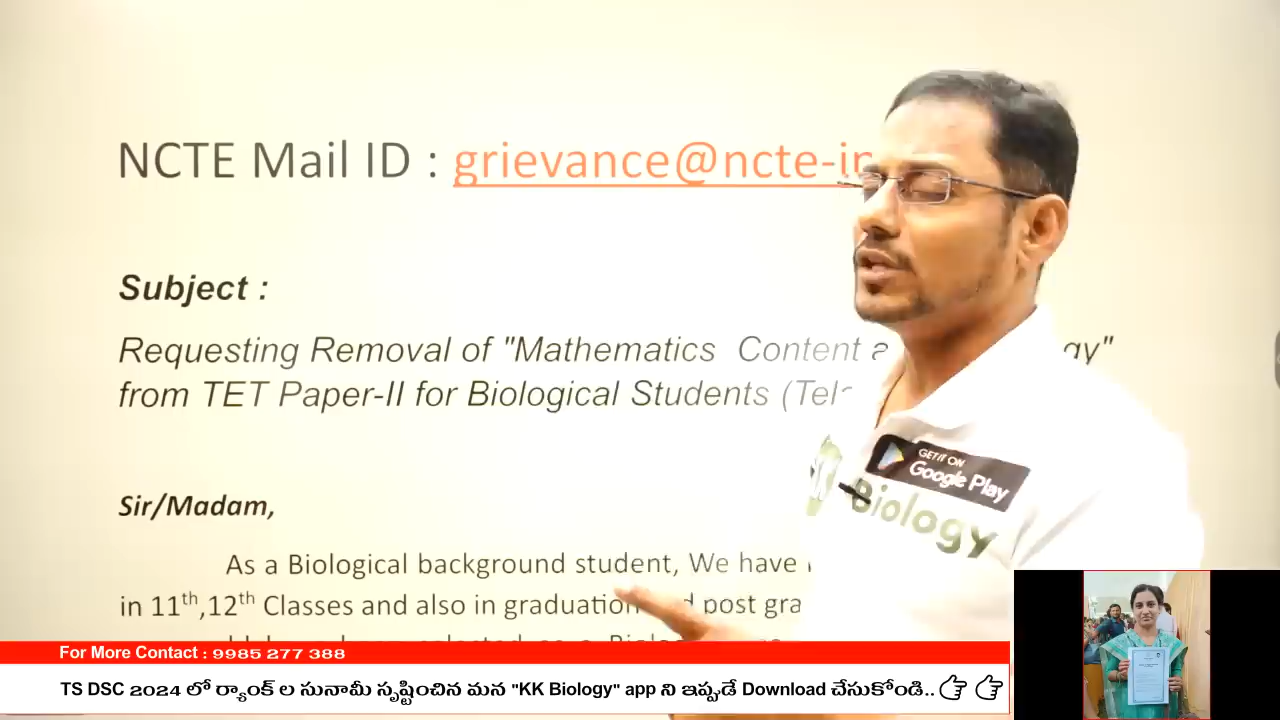 NCTE Mail ID : grievance@ncte-in
Subject :
Requesting Removal of "Mathematics Content
from TET Paper-II for Biological Students
Sir/Madam,
As a Biological background student, We have
in 11th,12th Classes and also in graduation and post
GET IT ON
Google Play
Biology
For More Contact : 9985 277 388
TS DSC 2024 లో ర్యాంక్ ల సునామీ సృష్టించిన మన "KK Biology" app ని ఇప్పుడే Download చేసుకోండి..